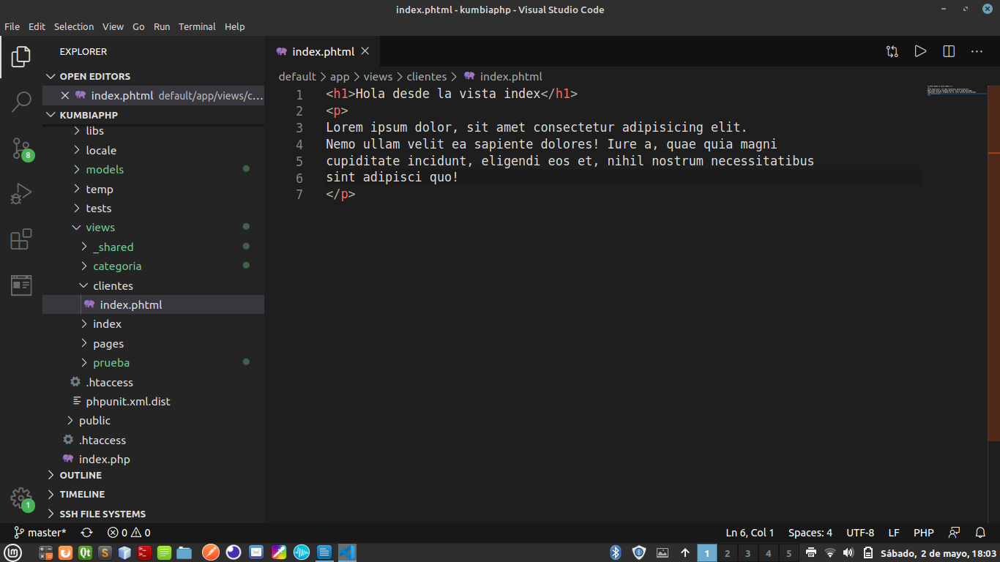 index.phtml - kumbiaphp - Visual Studio Code
File Edit Selection View Go Run Terminal Help
EXPLORER
OPEN EDITORS
index.phtml default/app/views/c...
KUMBIAPHP
libs
locale
models
temp
tests
views
_shared
categoria
clientes
index.phtml
index
pages
prueba
.htaccess
phpunit.xml.dist
public
.htaccess
index.php
OUTLINE
TIMELINE
SSH FILE SYSTEMS
8
1
index.phtml
default > app > views > clientes > index.phtml
1 <h1>Hola desde la vista index</h1>
2 <p>
3 Lorem ipsum dolor, sit amet consectetur adipisicing elit.
4 Nemo ullam velit ea sapiente dolores! Iure a, quae quia magni
5 cupiditate incidunt, eligendi eos et, nihil nostrum necessitatibus
6 sint adipisci quo!
7 </p>
master* 0 0 Ln 6, Col 1 Spaces: 4 UTF-8 LF PHP
Qt S 1 2 3 4 5 Sábado, 2 de mayo, 18:03